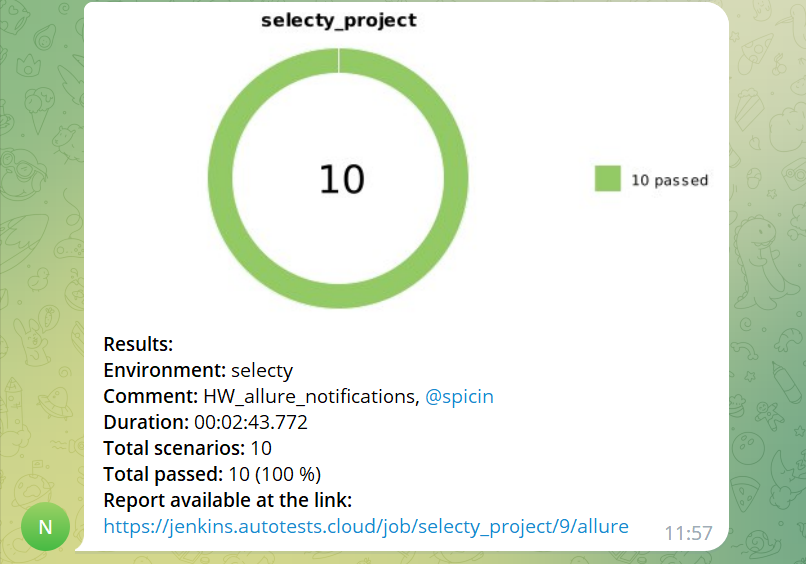 selecty_project
10
10 passed
Results:
Environment: selecty
Comment: HW_allure_notifications, @spicin
Duration: 00:02:43.772
Total scenarios: 10
Total passed: 10 (100 %)
Report available at the link:
https://jenkins.autotests.cloud/job/selecty_project/9/allure
11:57
N